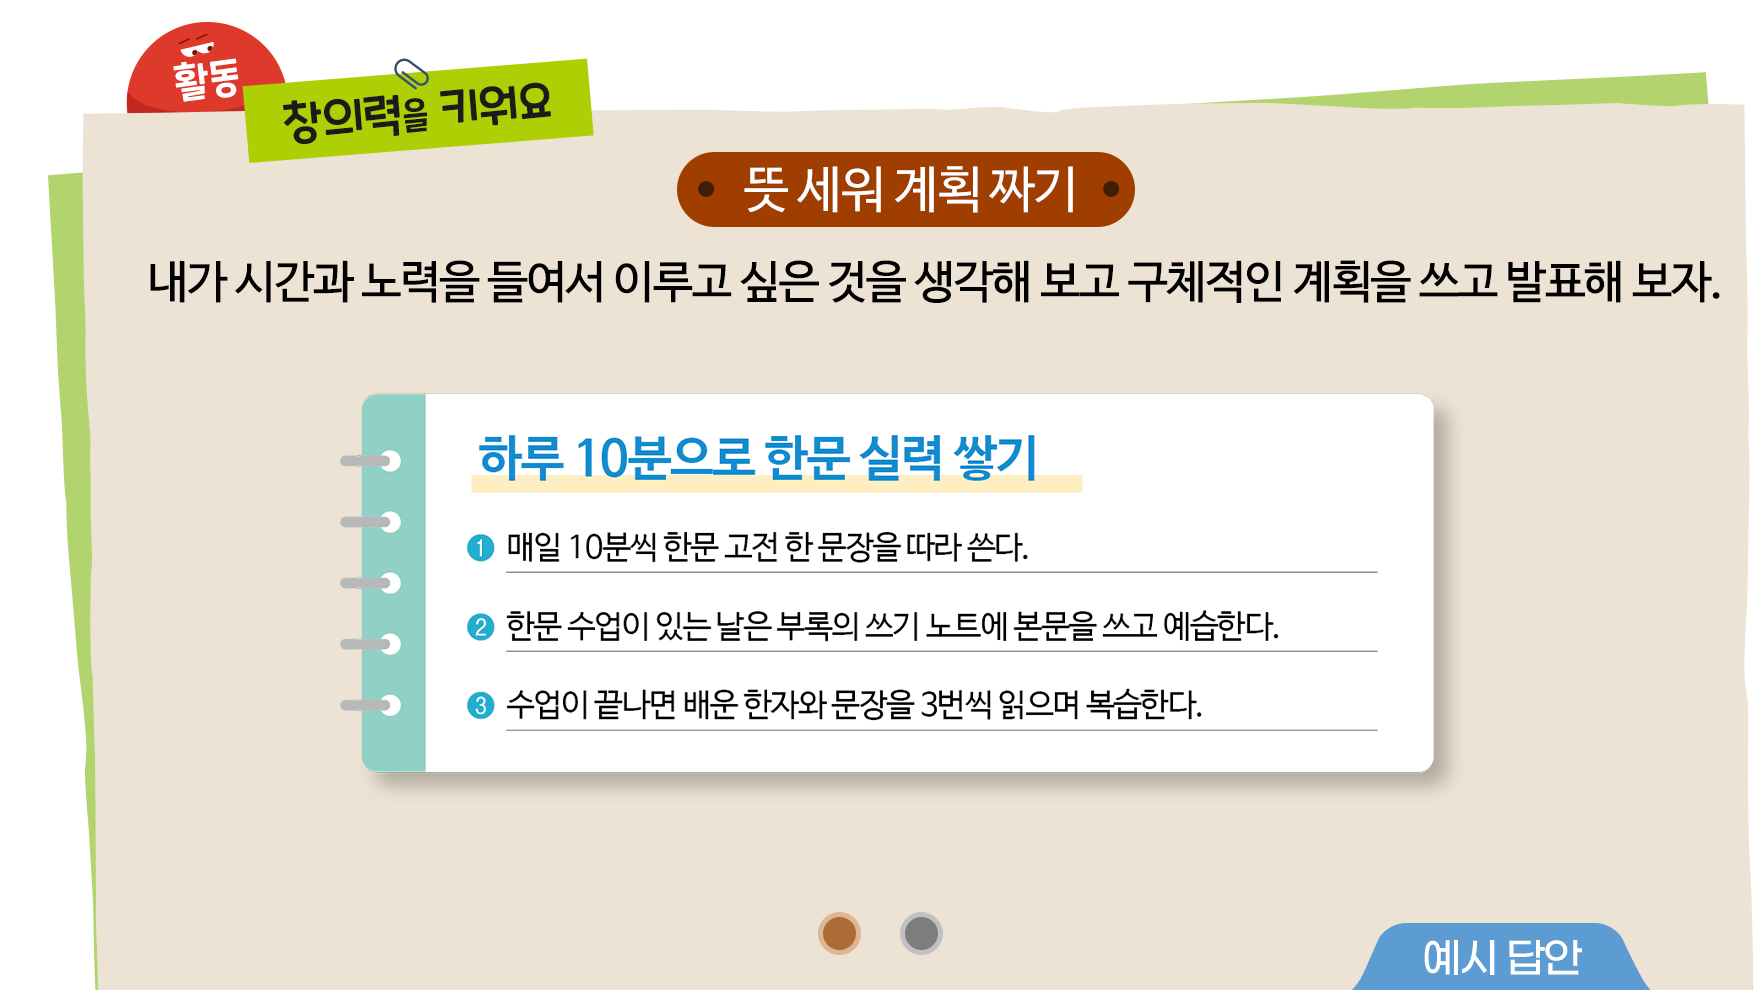 활동
창의력을 키워요
뜻 세워 계획 짜기
내가 시간과 노력을 들여서 이루고 싶은 것을 생각해 보고 구체적인 계획을 쓰고 발표해 보자.
하루 10분으로 한문 실력 쌓기
1 매일 10분씩 한문 고전 한 문장을 따라 쓴다.
2 한문 수업이 있는 날은 부록의 쓰기 노트에 본문을 쓰고 예습한다.
3 수업이 끝나면 배운 한자와 문장을 3번씩 읽으며 복습한다.
예시 답안